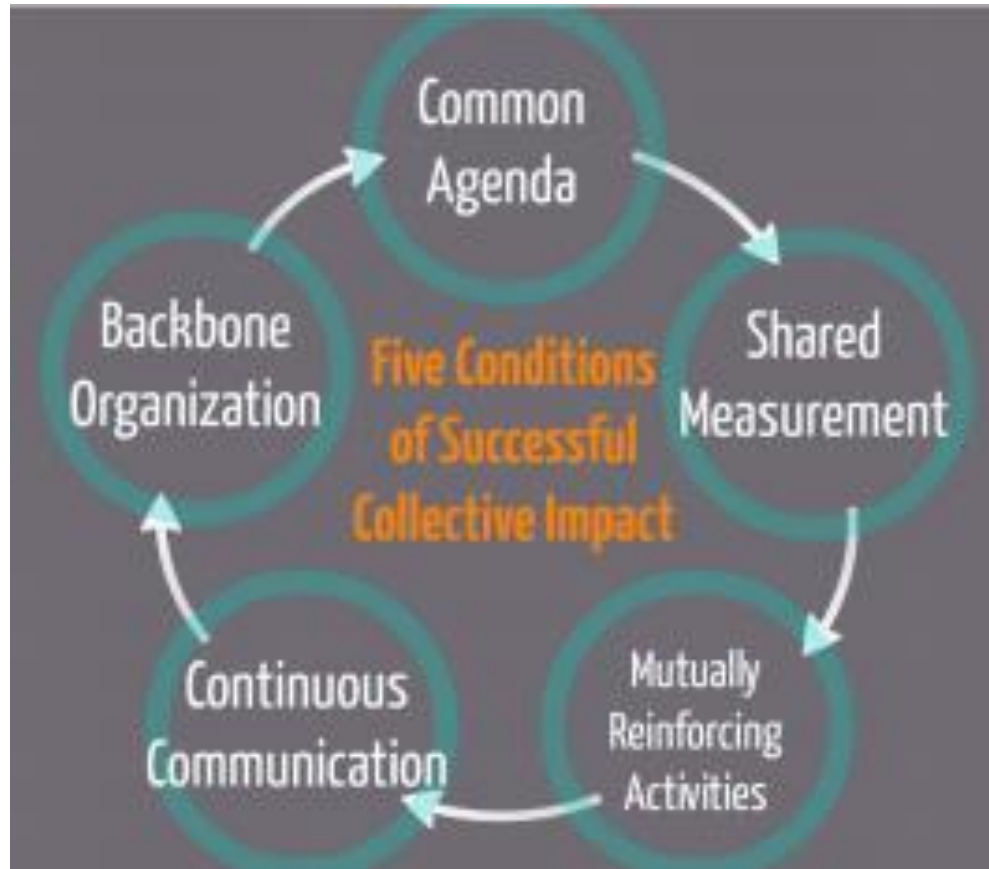 Common
Agenda
Shared
Measurement
Mutually
Reinforcing
Activities
Continuous
Communication
Backbone
Organization
Five Conditions
of Successful
Collective Impact